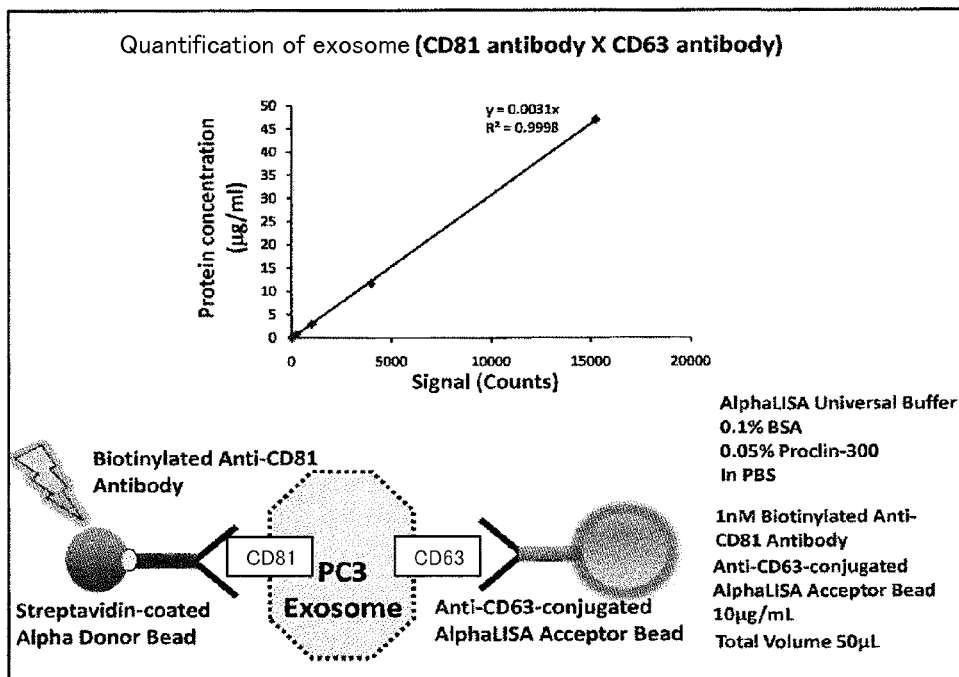 Quantification of exosome (CD81 antibody X CD63 antibody)
y = 0.0031x
R² = 0.9998
Protein concentration
(µg/ml)
50
45
40
35
30
25
20
15
10
5
0
0
5000
10000
15000
20000
Signal (Counts)
AlphaLISA Universal Buffer
0.1% BSA
0.05% Proclin-300
In PBS
Biotinylated Anti-CD81
Antibody
CD81
PC3
Exosome
CD63
Streptavidin-coated
Alpha Donor Bead
Anti-CD63-conjugated
AlphaLISA Acceptor Bead
1nM Biotinylated Anti-
CD81 Antibody
Anti-CD63-conjugated
AlphaLISA Acceptor Bead
10µg/mL
Total Volume 50µL